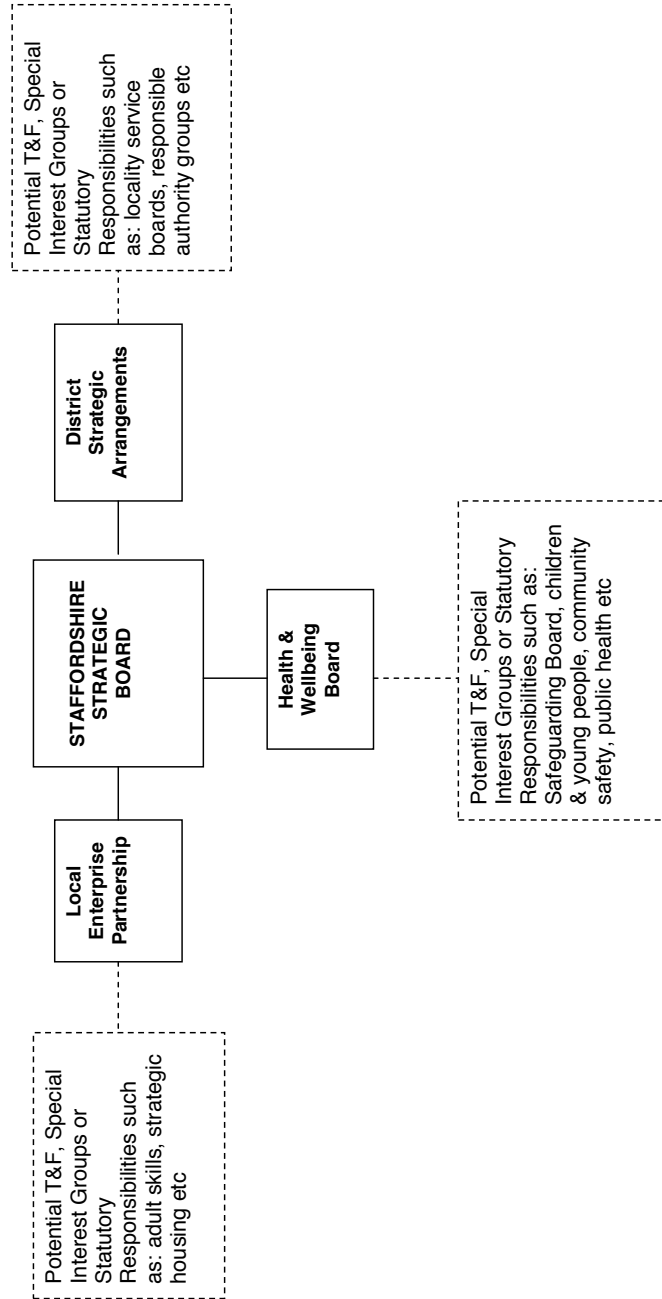 Potential T&F, Special
Interest Groups or
Statutory
Responsibilities such
as: adult skills, strategic
housing etc
Local
Enterprise
Partnership
STAFFORDSHIRE
STRATEGIC
BOARD
District
Strategic
Arrangements
Potential T&F, Special
Interest Groups or
Statutory
Responsibilities such
as: locality service
boards, responsible
authority groups etc
Health &
Wellbeing
Board
Potential T&F, Special
Interest Groups or Statutory
Responsibilities such as:
Safeguarding Board, children
& young people, community
safety, public health etc